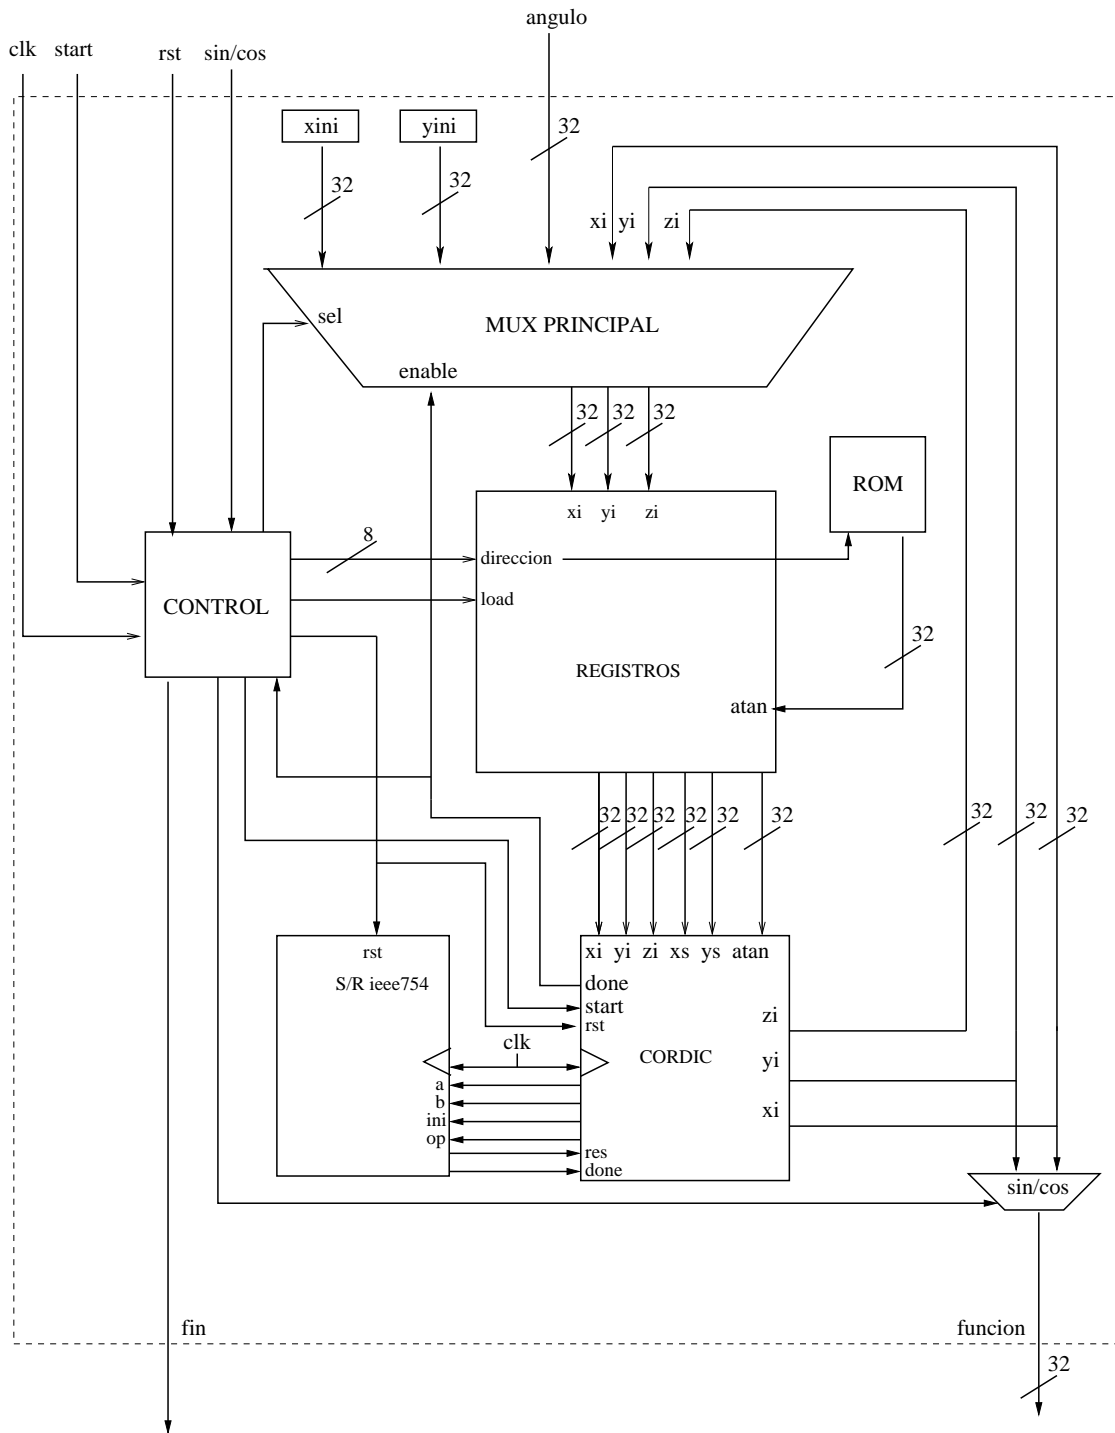 angulo
clk start rst sin/cos
xini yini 32
32 32
xi yi zi
sel MUX PRINCIPAL
enable
32 32 32
ROM
xi yi zi
8 direccion
CONTROL load
32
REGISTROS
atan
32 32 32 32 32 32 32 32 32
rst xi yi zi xs ys atan
S/R ieee754 done
start
zi
rst
clk CORDIC
yi
a
b xi
ini
op
res
done
sin/cos
fin funcion
32